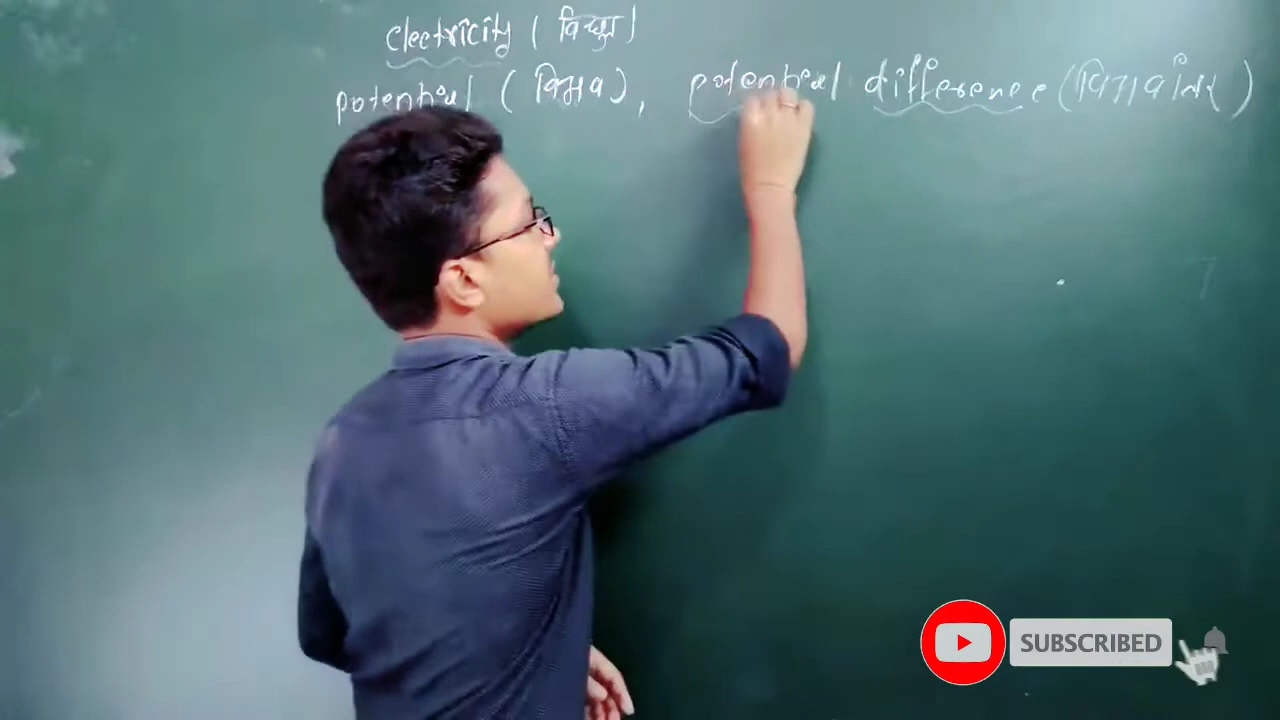 Electricity ( विद्युत )
potential ( विभव ) , potential difference ( विभवांतर )
SUBSCRIBED